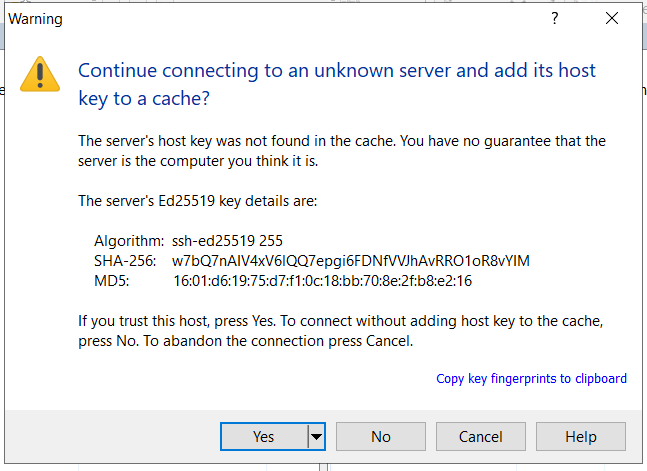 Warning
?
Continue connecting to an unknown server and add its host
key to a cache?
The server's host key was not found in the cache. You have no guarantee that the
server is the computer you think it is.
The server's Ed25519 key details are:
Algorithm: ssh-ed25519 255
SHA-256: w7bQ7nAIV4xV6IQQ7epgi6FDNfVVJhAvRRO1oR8vYIM
MD5: 16:01:d6:19:75:d7:f1:0c:18:bb:70:8e:2f:b8:e2:16
If you trust this host, press Yes. To connect without adding host key to the cache,
press No. To abandon the connection press Cancel.
Copy key fingerprints to clipboard
Yes No Cancel Help